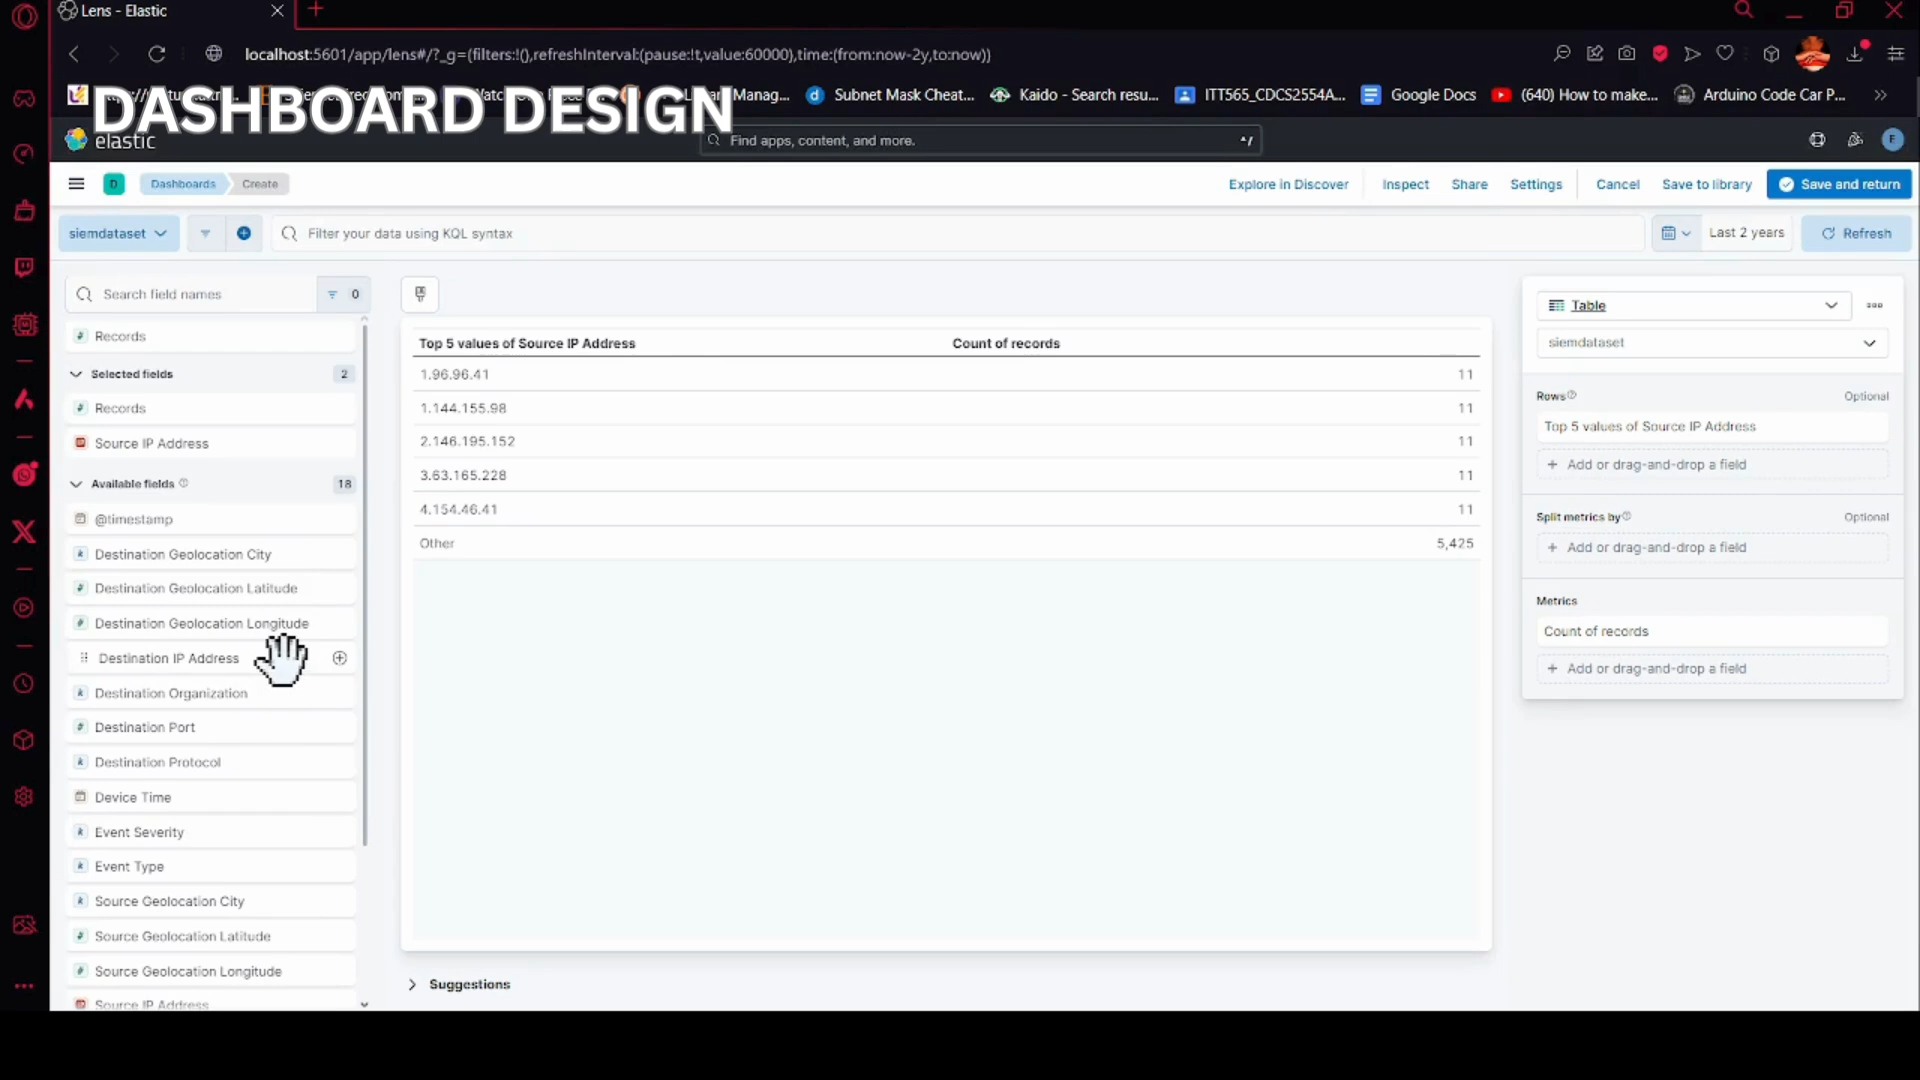 Lens - Elastic
localhost:5601/app/lens#/?_g=(filters:!(),refreshInterval:(pause:!t,value:60000),time:(from:now-2y,to:now))
Manag...
Subnet Mask Cheat...
Kaido - Search resu...
ITT565_CDCS2554A...
Google Docs
(640) How to make...
Arduino Code Car P...
DASHBOARD DESIGN
elastic
Find apps, content, and more.
^/
E
D
Dashboards
Create
Explore in Discover
Inspect
Share
Settings
Cancel
Save to library
Save and return
siemdataset
Filter your data using KQL syntax
Last 2 years
Refresh
Search field names
0
Records
Selected fields
2
Records
Source IP Address
Available fields
18
@timestamp
Destination Geolocation City
Destination Geolocation Latitude
Destination Geolocation Longitude
Destination IP Address
Destination Organization
Destination Port
Destination Protocol
Device Time
Event Severity
Event Type
Source Geolocation City
Source Geolocation Latitude
Source Geolocation Longitude
Source IP Address
Top 5 values of Source IP Address Count of records
1.96.96.41 11
1.144.155.98 11
2.146.195.152 11
3.63.165.228 11
4.154.46.41 11
Other 5,425
Suggestions
Table
siemdataset
Rows Optional
Top 5 values of Source IP Address
Add or drag-and-drop a field
Split metrics by Optional
Add or drag-and-drop a field
Metrics
Count of records
Add or drag-and-drop a field